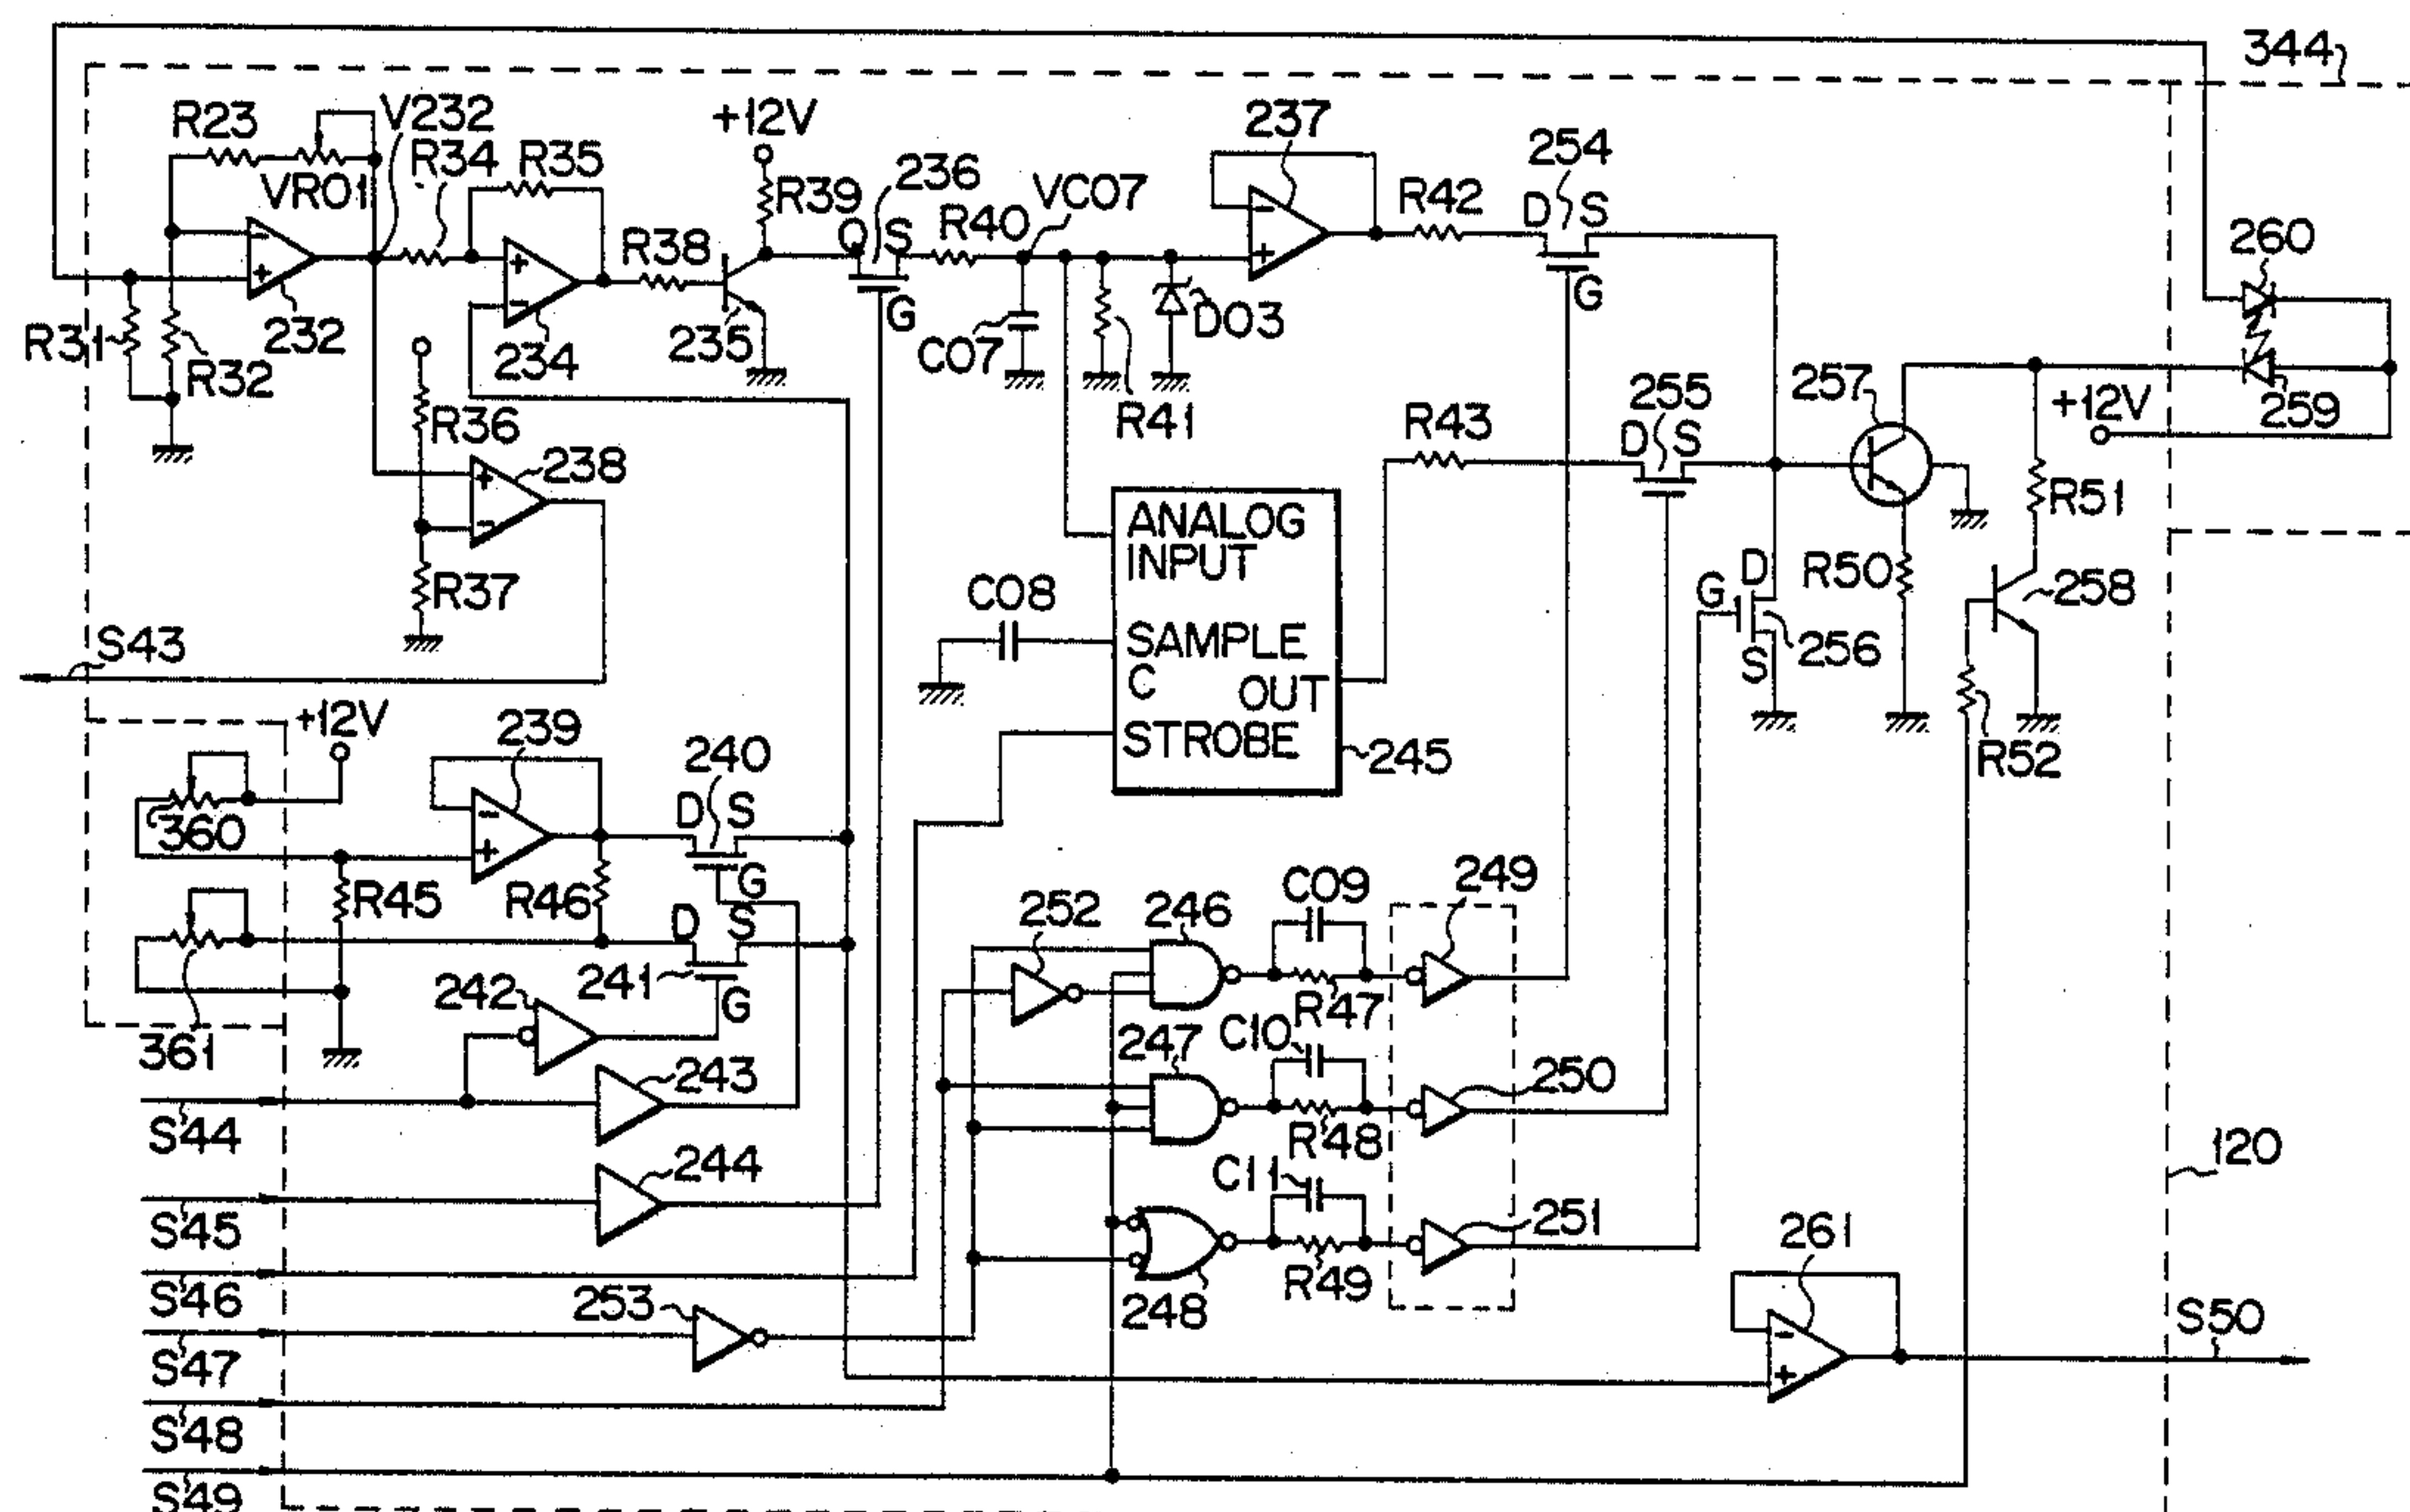 344
R23
V232
+12V
237
254
R34
R35
VR01
R39
236
VC07
R42
D S
260
R38
Q S
R40
G
R31
R32
232
234
235
G
C07
D03
R41
257
259
+12V
255
R36
R43
D S
238
R51
ANALOG
INPUT
R37
C08
G
D
R50
258
S43
SAMPLE
C
OUT
S
256
STROBE
245
R52
+12V
239
240
D S
360
G
R45
R46
D S
252
246
C09
249
242
241
G
R47
361
247
C10
243
250
S44
R48
244
C11
120
S45
251
261
S46
253
248
R49
S50
S47
S48
S49